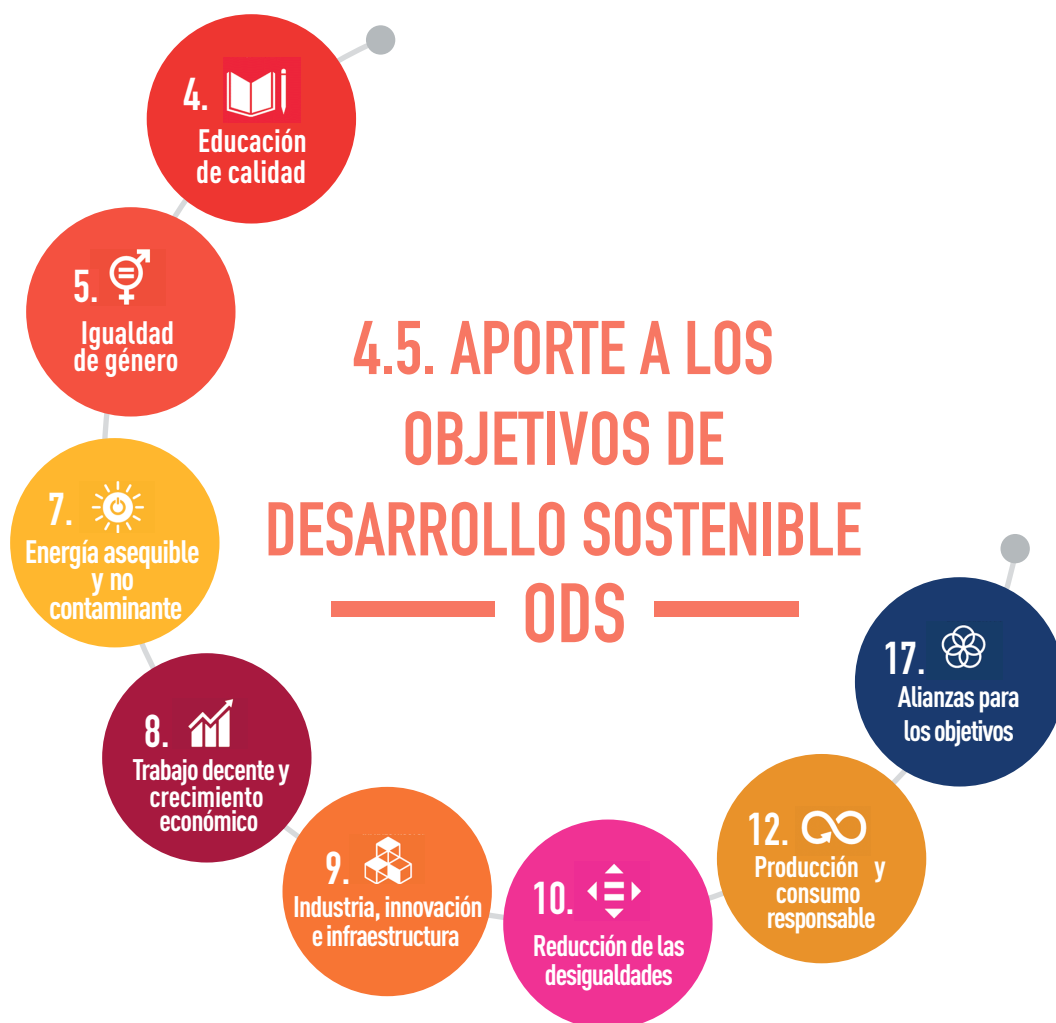 4.
Educación
de calidad
5.
Igualdad
de género
4.5. APORTE A LOS
OBJETIVOS DE
DESARROLLO SOSTENIBLE
ODS
7.
Energía asequible
y no
contaminante
8.
Trabajo decente y
crecimiento
económico
9.
Industria, innovación
e infraestructura
10.
Reducción de las
desigualdades
12.
Producción y
consumo
responsable
17.
Alianzas para
los objetivos